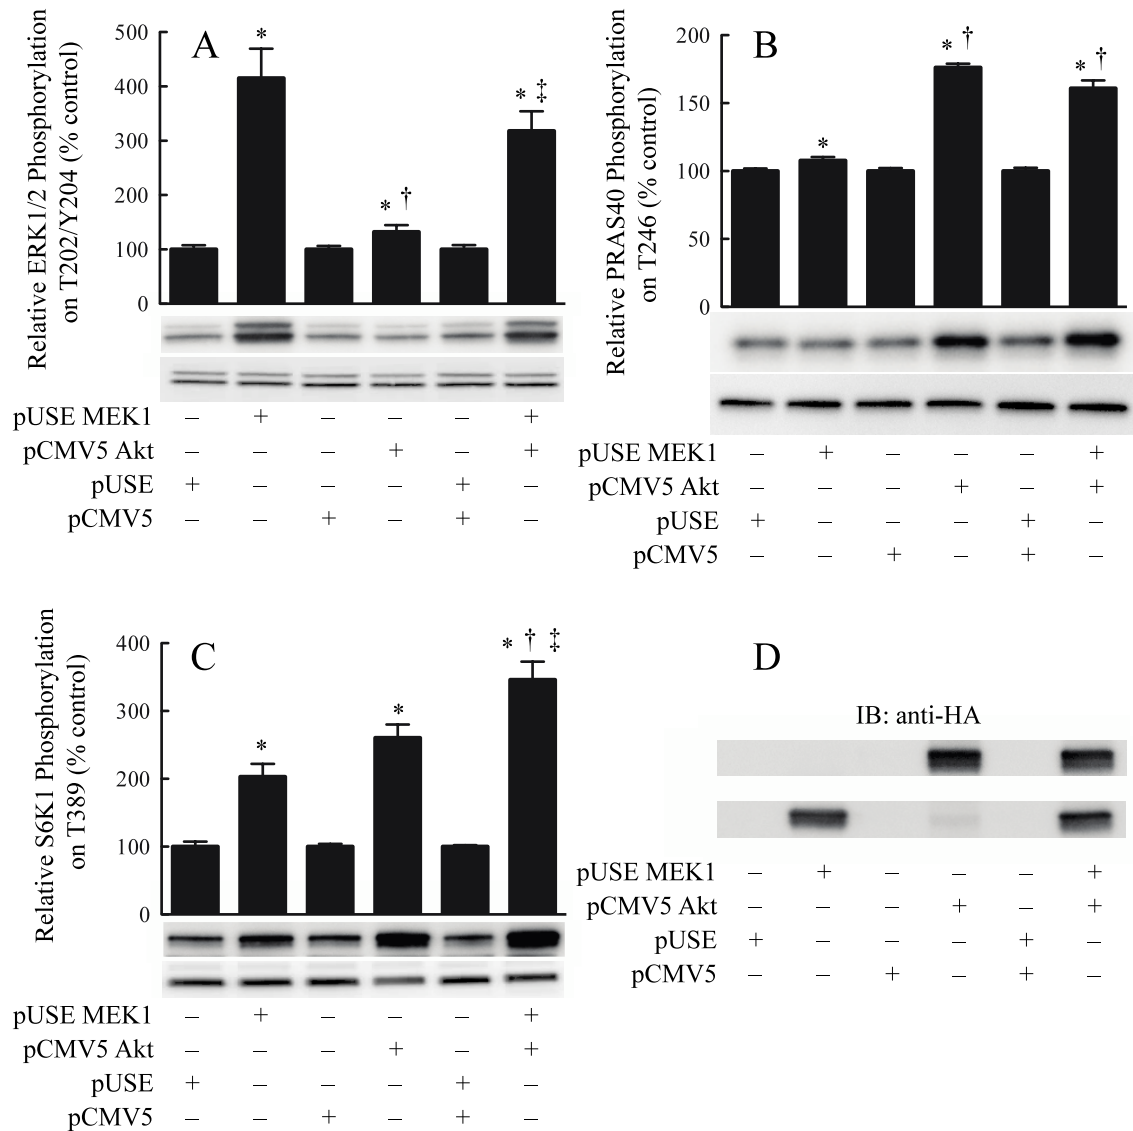 A
Relative ERK1/2 Phosphorylation
on T202/Y204 (% control)
500
400
300
200
100
0
*
* †
* ‡
pUSE MEK1 – + – – – +
pCMV5 Akt – – – + – +
pUSE + – – – + –
pCMV5 – – + – + –
B
Relative PRAS40 Phosphorylation
on T246 (% control)
200
150
100
50
0
*
* †
* †
pUSE MEK1 – + – – – +
pCMV5 Akt – – – + – +
pUSE + – – – + –
pCMV5 – – + – + –
C
Relative S6K1 Phosphorylation
on T389 (% control)
400
300
200
100
0
*
*
* † ‡
pUSE MEK1 – + – – – +
pCMV5 Akt – – – + – +
pUSE + – – – + –
pCMV5 – – + – + –
D
IB: anti-HA
pUSE MEK1 – + – – – +
pCMV5 Akt – – – + – +
pUSE + – – – + –
pCMV5 – – + – + –